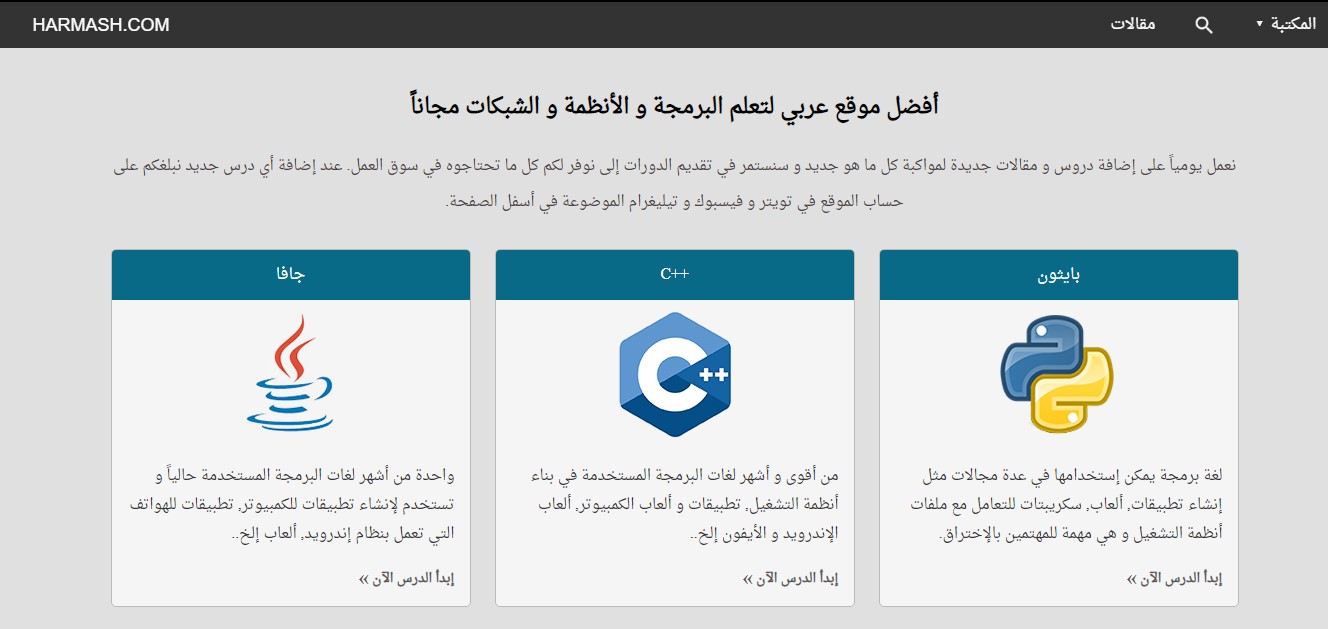 HARMASH.COM
المكتبة ▼
مقالات
أفضل موقع عربي لتعلم البرمجة و الأنظمة و الشبكات مجاناً
نعمل يومياً على إضافة دروس و مقالات جديدة لمواكبة كل ما هو جديد و سنستمر في تقديم الدورات إلى نوفر لكم كل ما تحتاجوه في سوق العمل. عند إضافة أي درس جديد نبلغكم على
حساب الموقع في تويتر و فيسبوك و تيليغرام الموضوعة في أسفل الصفحة.
بايثون
لغة برمجة يمكن إستخدامها في عدة مجالات مثل
إنشاء تطبيقات, ألعاب, سكريبتات للتعامل مع ملفات
أنظمة التشغيل و هي مهمة للمهتمين بالإختراق.
إبدأ الدرس الآن »
C++
C++
من أقوى و أشهر لغات البرمجة المستخدمة في بناء
أنظمة التشغيل, تطبيقات و ألعاب الكمبيوتر, ألعاب
الإندرويد و الأيفون إلخ..
إبدأ الدرس الآن »
جافا
واحدة من أشهر لغات البرمجة المستخدمة حالياً و
تستخدم لإنشاء تطبيقات للكمبيوتر, تطبيقات للهواتف
التي تعمل بنظام إندرويد, ألعاب إلخ..
إبدأ الدرس الآن »